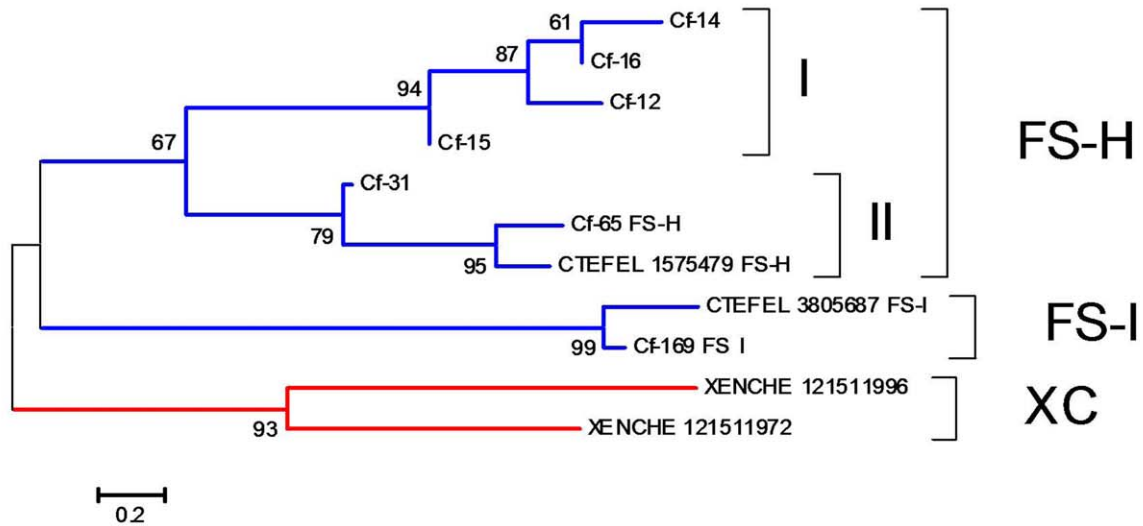 61
Cf-14
87
Cf-16
I
94
Cf-12
Cf-15
67
FS-H
Cf-31
79
II
Cf-65 FS-H
95
CTEFEL 1575479 FS-H
CTEFEL 3805687 FS-I
FS-I
99
Cf-169 FS I
XENCHE 121511996
XC
93
XENCHE 121511972
0.2